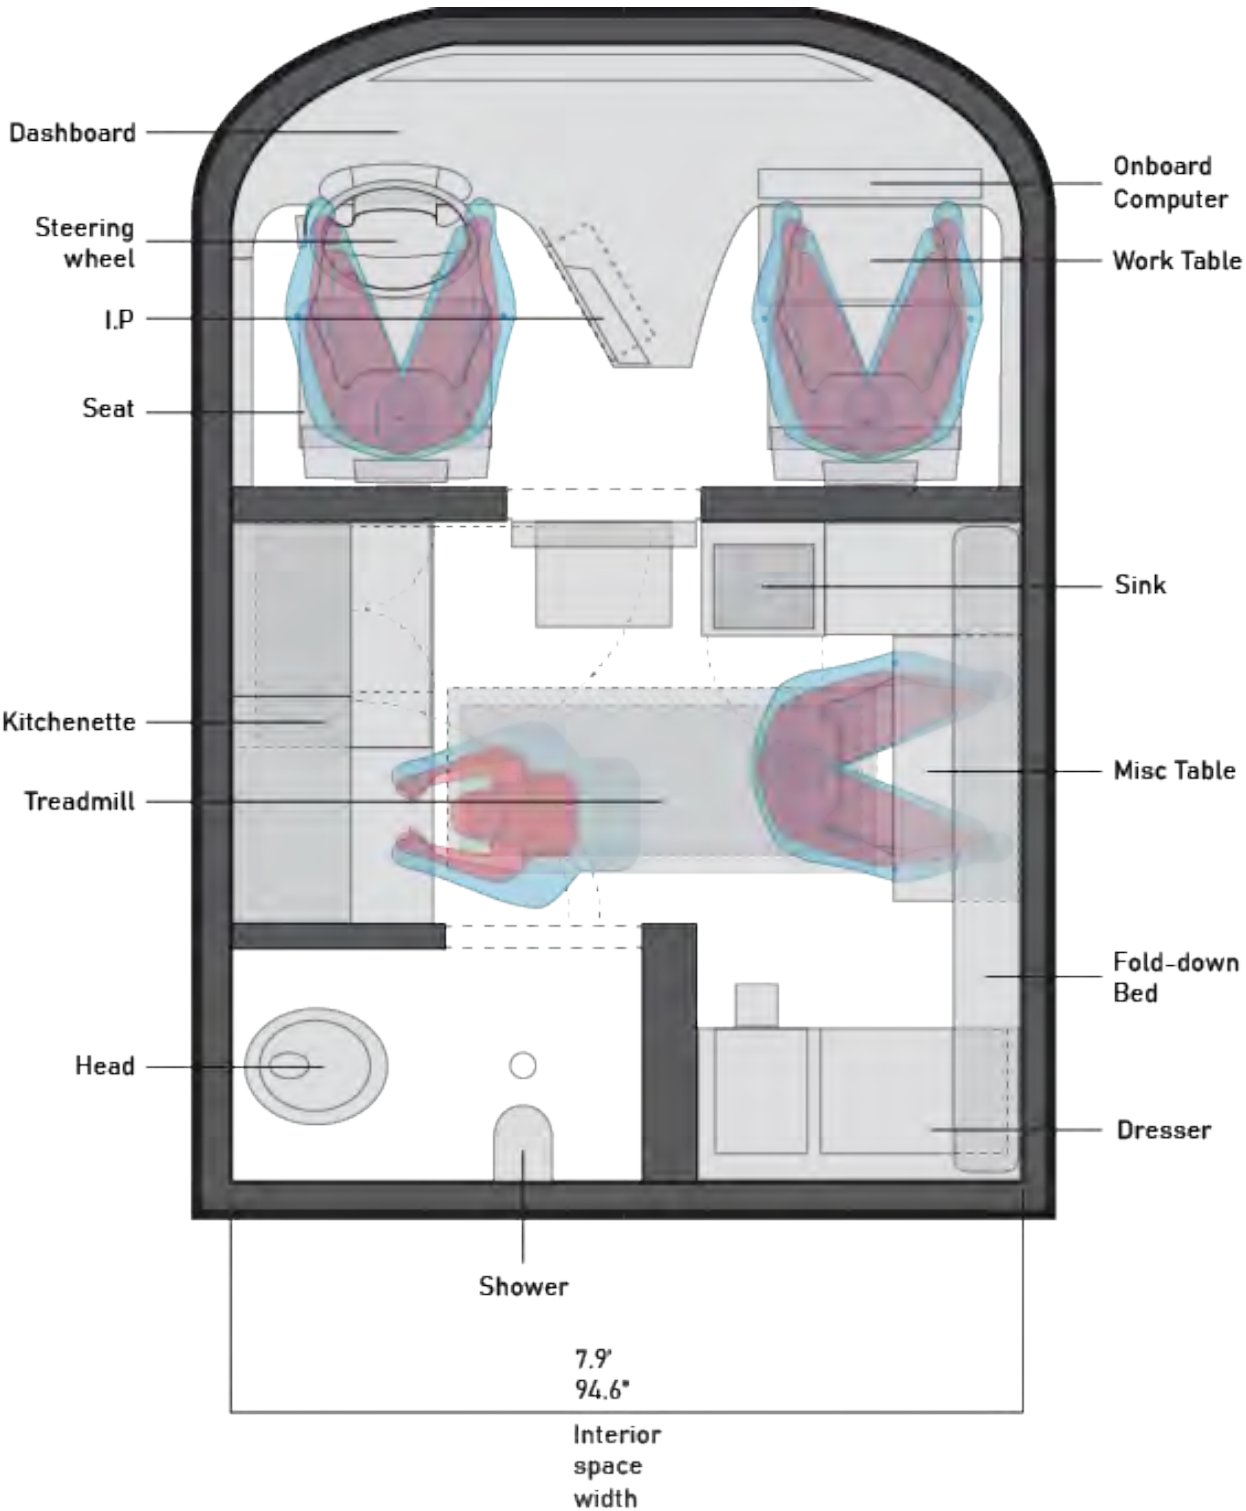 Dashboard
Steering
wheel
I.P
Seat
Kitchenette
Treadmill
Head
Onboard
Computer
Work Table
Sink
Misc Table
Fold-down
Bed
Dresser
Shower
7.9'
94.6"
Interior
space
width